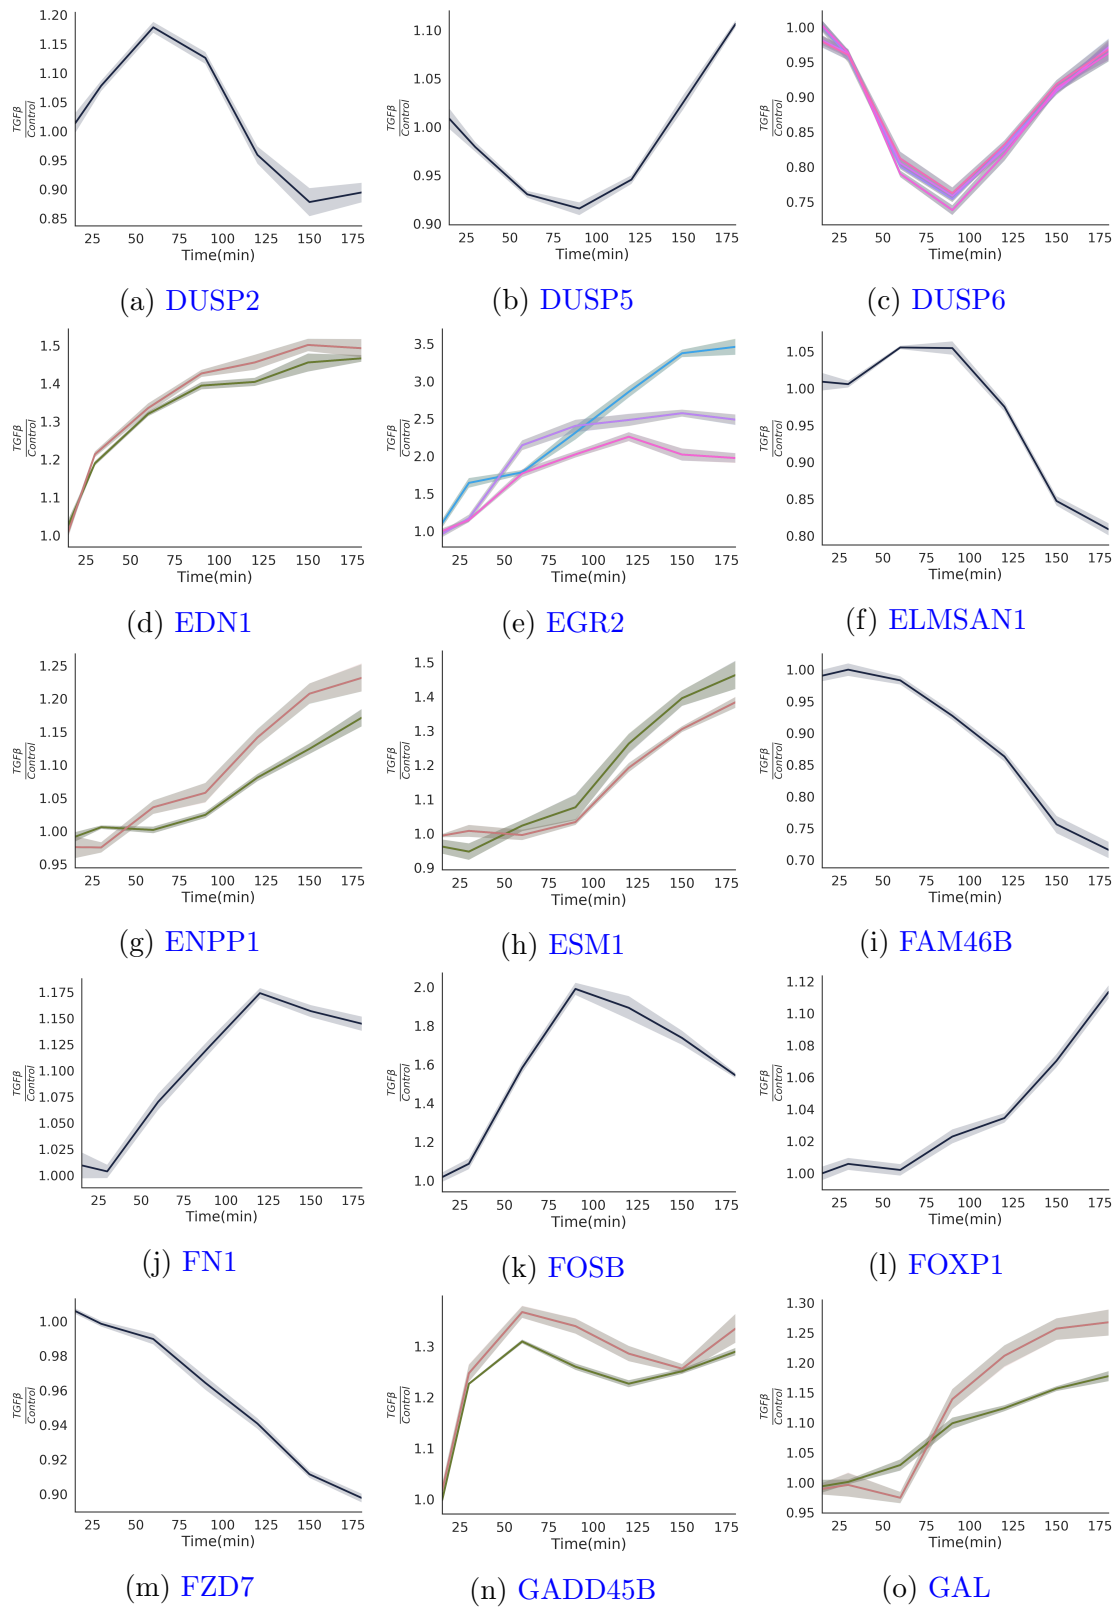 1.20
1.15
1.10
1.05
1.00
0.95
0.90
0.85
TGFβ
Control
25 50 75 100 125 150 175
Time(min)
(a) DUSP2
1.10
1.05
1.00
0.95
0.90
TGFβ
Control
25 50 75 100 125 150 175
Time(min)
(b) DUSP5
1.00
0.95
0.90
0.85
0.80
0.75
TGFβ
Control
25 50 75 100 125 150 175
Time(min)
(c) DUSP6
1.5
1.4
1.3
1.2
1.1
1.0
TGFβ
Control
25 50 75 100 125 150 175
Time(min)
(d) EDN1
3.5
3.0
2.5
2.0
1.5
1.0
TGFβ
Control
25 50 75 100 125 150 175
Time(min)
(e) EGR2
1.05
1.00
0.95
0.90
0.85
0.80
TGFβ
Control
25 50 75 100 125 150 175
Time(min)
(f) ELMSAN1
1.25
1.20
1.15
1.10
1.05
1.00
0.95
TGFβ
Control
25 50 75 100 125 150 175
Time(min)
(g) ENPP1
1.5
1.4
1.3
1.2
1.1
1.0
0.9
TGFβ
Control
25 50 75 100 125 150 175
Time(min)
(h) ESM1
1.00
0.95
0.90
0.85
0.80
0.75
0.70
TGFβ
Control
25 50 75 100 125 150 175
Time(min)
(i) FAM46B
1.175
1.150
1.125
1.100
1.075
1.050
1.025
1.000
TGFβ
Control
25 50 75 100 125 150 175
Time(min)
(j) FN1
2.0
1.8
1.6
1.4
1.2
1.0
TGFβ
Control
25 50 75 100 125 150 175
Time(min)
(k) FOSB
1.12
1.10
1.08
1.06
1.04
1.02
1.00
TGFβ
Control
25 50 75 100 125 150 175
Time(min)
(l) FOXP1
1.00
0.98
0.96
0.94
0.92
0.90
TGFβ
Control
25 50 75 100 125 150 175
Time(min)
(m) FZD7
1.3
1.2
1.1
1.0
TGFβ
Control
25 50 75 100 125 150 175
Time(min)
(n) GADD45B
1.30
1.25
1.20
1.15
1.10
1.05
1.00
0.95
TGFβ
Control
25 50 75 100 125 150 175
Time(min)
(o) GAL